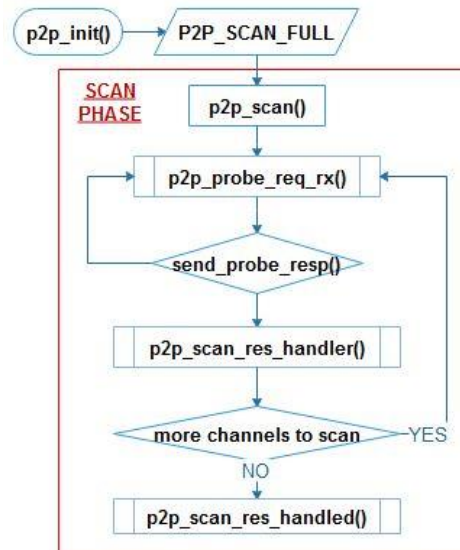 p2p_init()
P2P_SCAN_FULL
SCAN
PHASE
p2p_scan()
p2p_probe_req_rx()
send_probe_resp()
p2p_scan_res_handler()
more channels to scan
YES
NO
p2p_scan_res_handled()